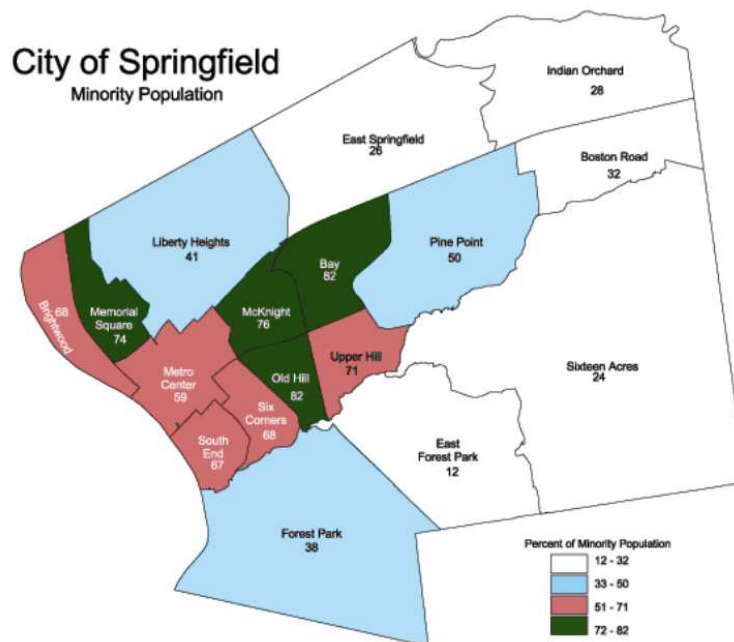 City of Springfield
Minority Population
Indian Orchard
28
East Springfield
26
Boston Road
32
Liberty Heights
41
Pine Point
50
Bay
82
68
Brightwood
Memorial
Square
74
McKnight
76
Metro
Center
59
Old Hill
82
Upper Hill
71
Sixteen Acres
24
Six
Corners
68
South
End
67
East
Forest Park
12
Forest Park
38
Percent of Minority Population
12 - 32
33 - 50
51 - 71
72 - 82